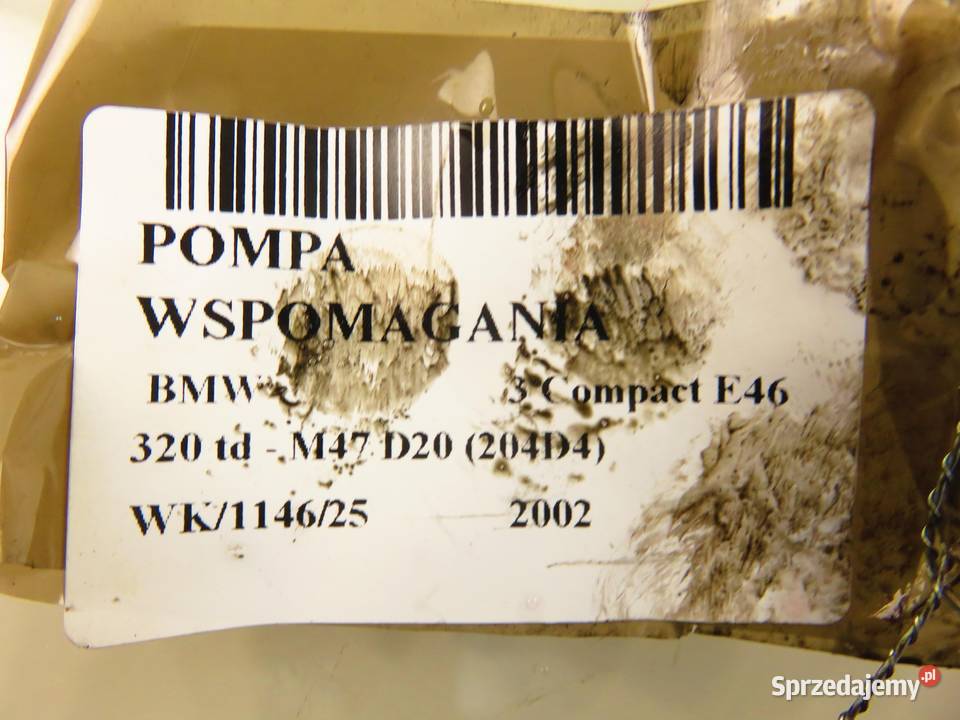 POMPA
WSPOMAGANIA
BMW 3 Compact E46
320 td - M47 D20 (204D4)
WK/1146/25 2002
Sprzedajemy.pl